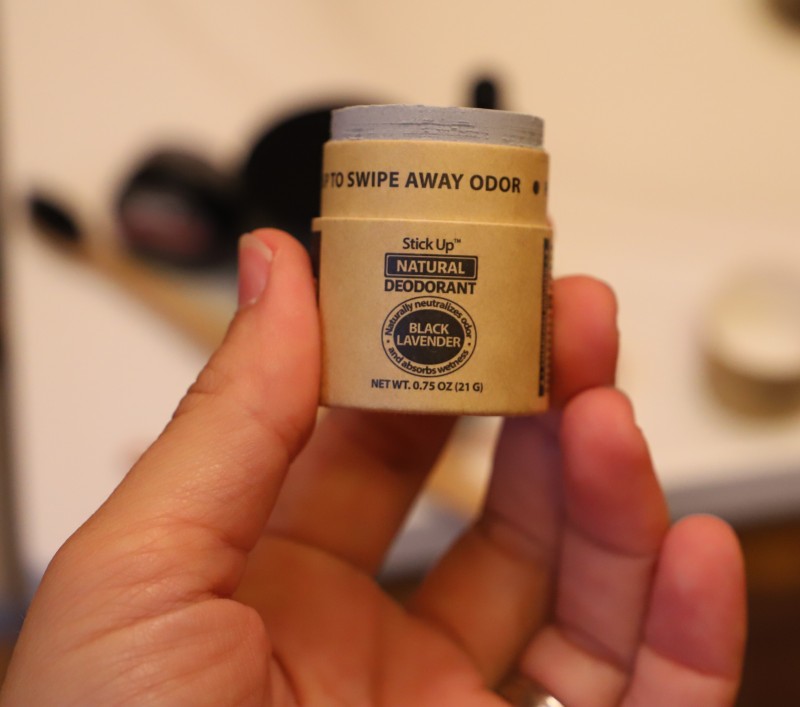 TO SWIPE AWAY ODOR •
Stick Up™
NATURAL
DEODORANT
Naturally neutralizes odor
BLACK
LAVENDER
• and absorbs wetness •
NET WT. 0.75 OZ (21 G)